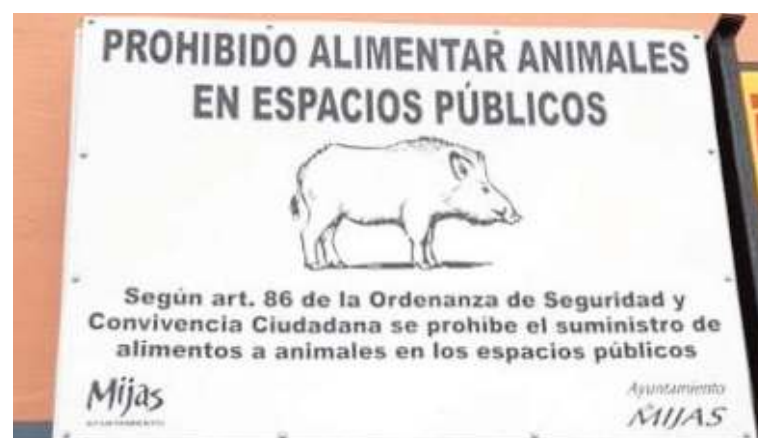 PROHIBIDO ALIMENTAR ANIMALES
EN ESPACIOS PÚBLICOS
Según art. 86 de la Ordenanza de Seguridad y
Convivencia Ciudadana se prohibe el suministro de
alimentos a animales en los espacios públicos
Mijas
AYUNTAMIENTO
Ayuntamiento
MIJAS